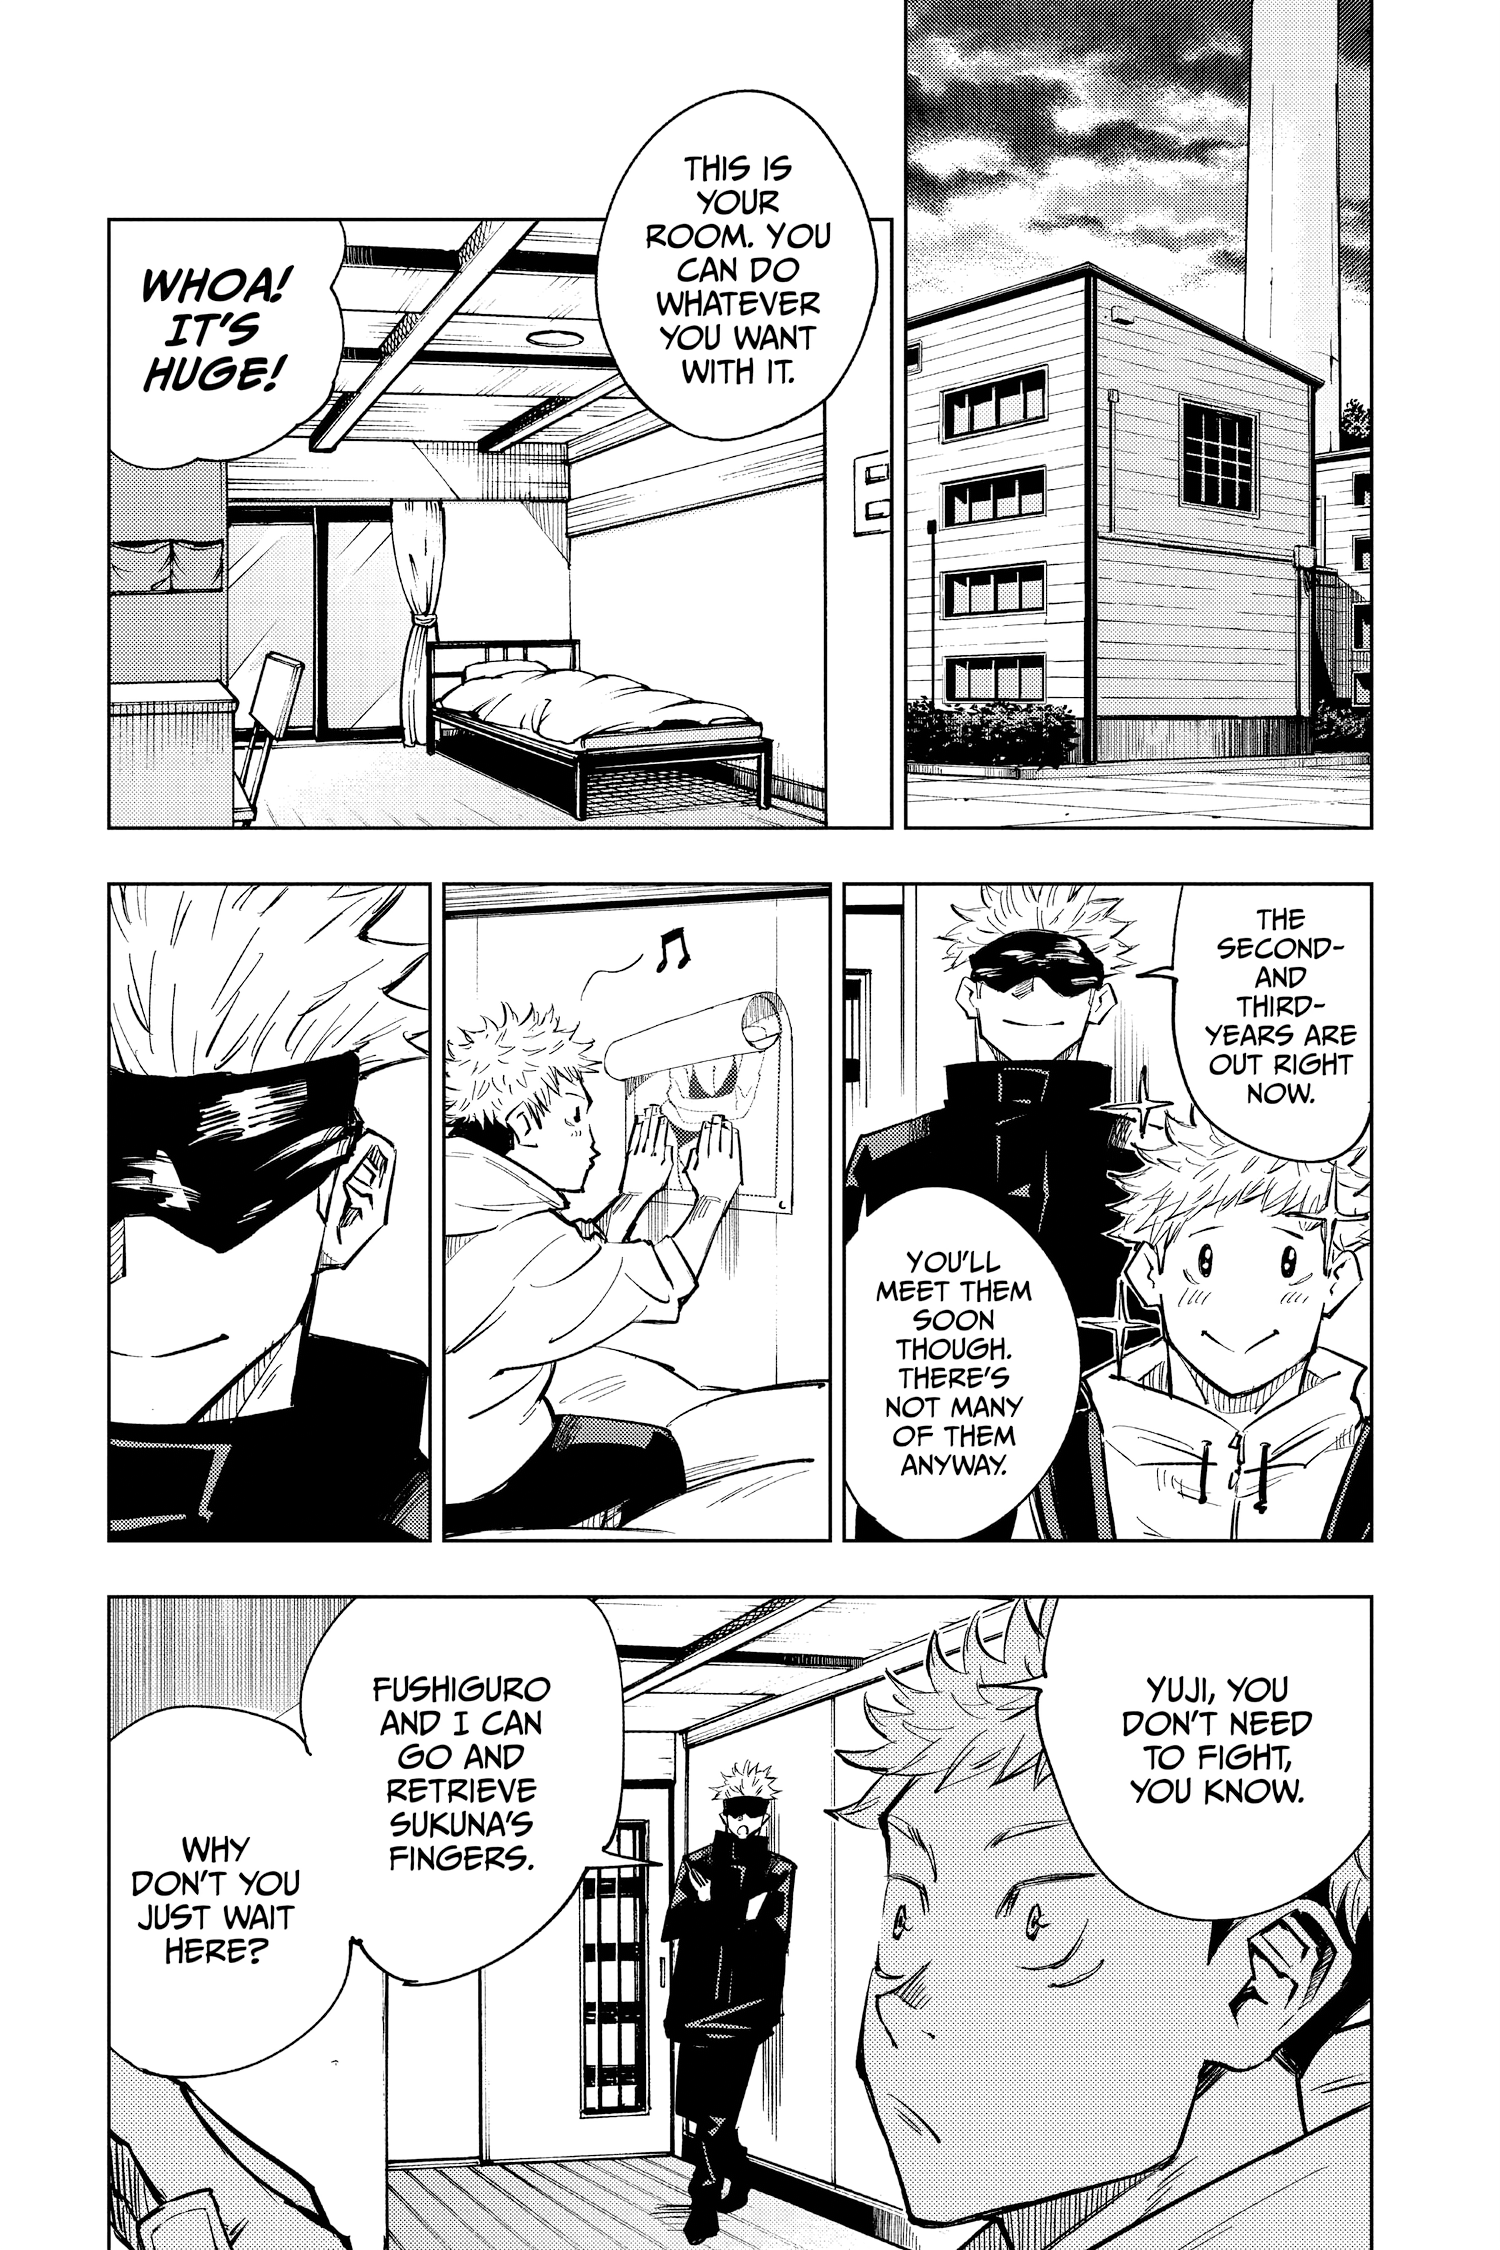 THIS IS
YOUR
ROOM. YOU
CAN DO
WHATEVER
YOU WANT
WITH IT.
WHOA!
IT'S
HUGE!
THE
SECOND-
AND
THIRD-
YEARS ARE
OUT RIGHT
NOW.
YOU'LL
MEET THEM
SOON
THOUGH.
THERE'S
NOT MANY
OF THEM
ANYWAY.
YUJI, YOU
DON'T NEED
TO FIGHT,
YOU KNOW.
FUSHIGURO
AND I CAN
GO AND
RETRIEVE
SUKUNA'S
FINGERS.
WHY
DON'T YOU
JUST WAIT
HERE?